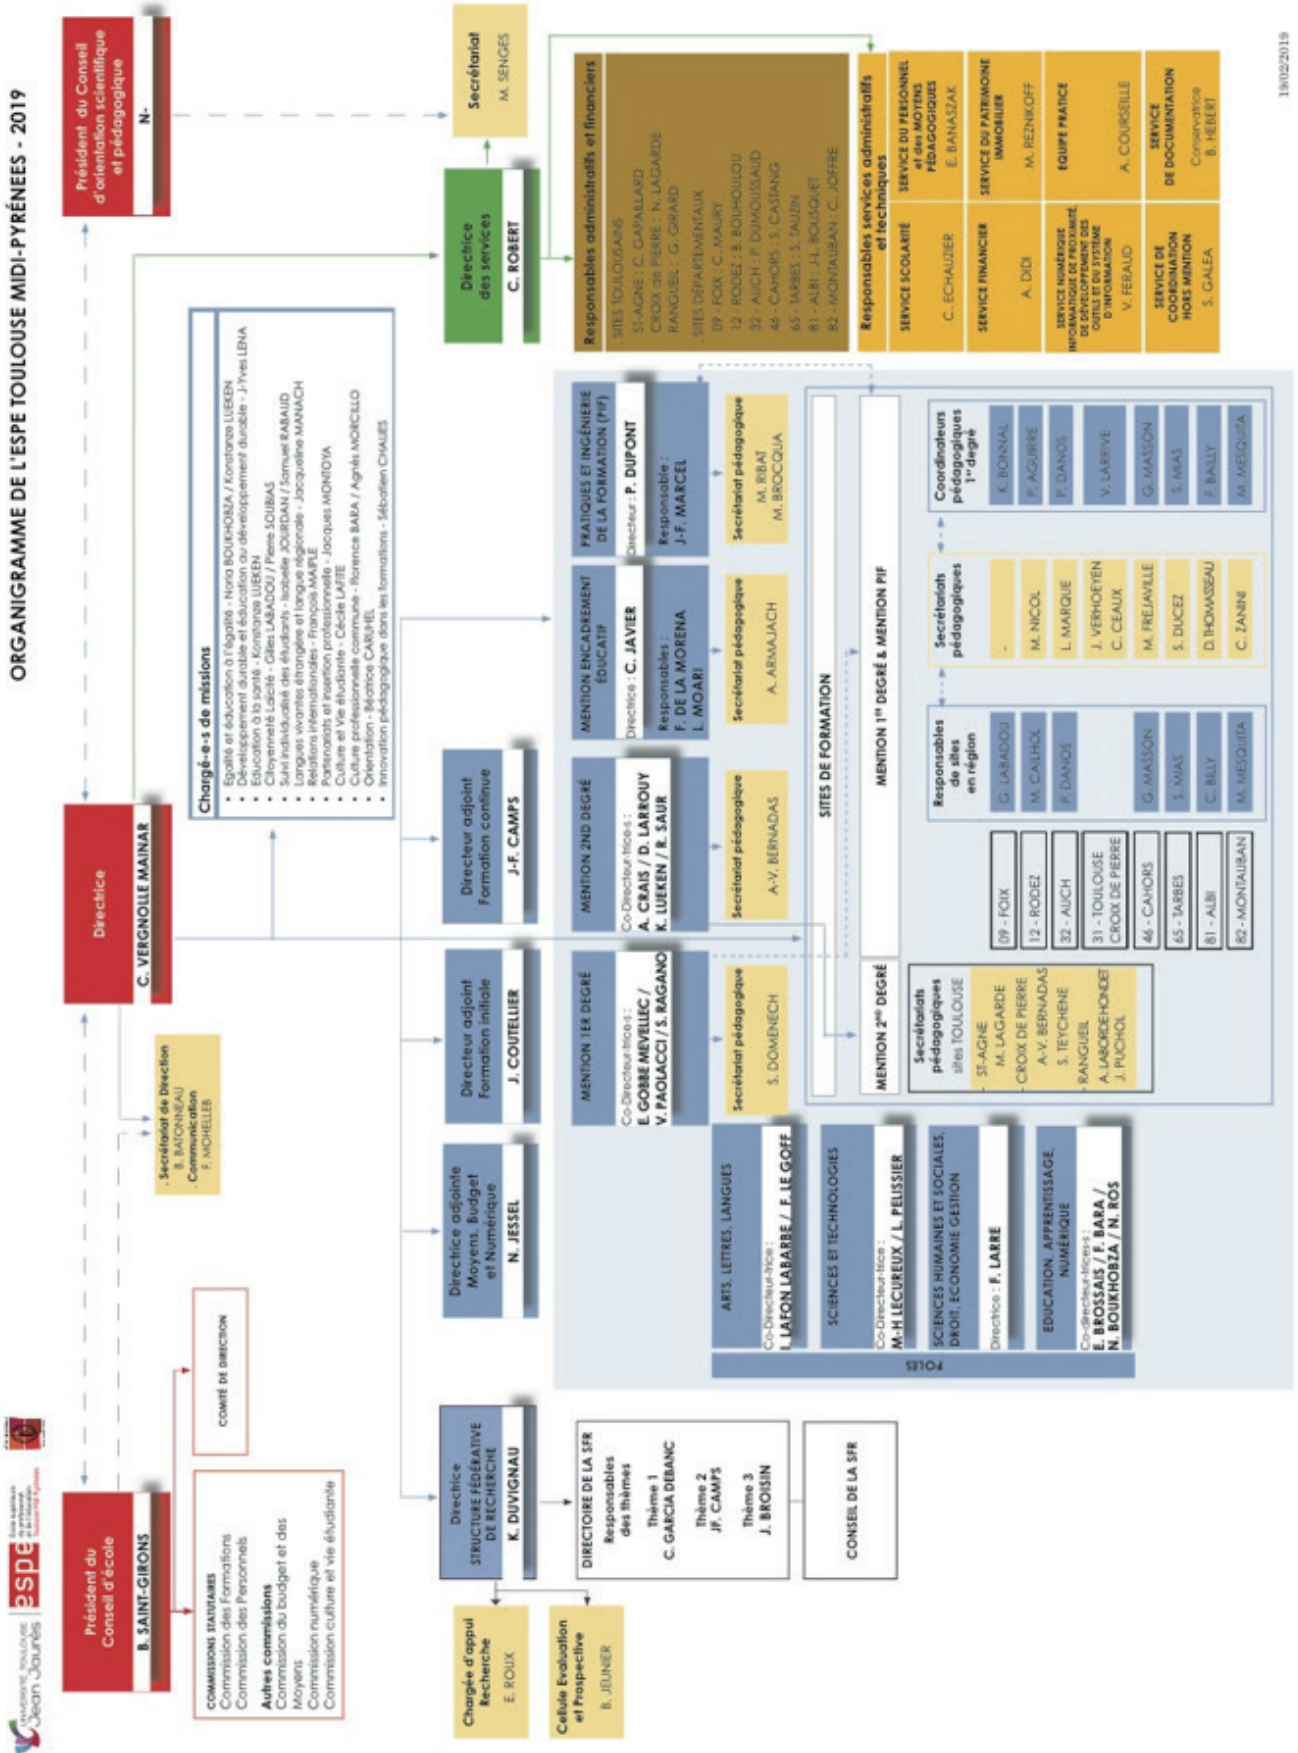 ORGANIGRAMME DE L'ESPE TOULOUSE MIDI-PYRÉNEES - 2019
UNIVERSITÉ TOULOUSE
Jean Jaurès
espe
Président du
Conseil d'école
B. SAINT-GIRONS
Directrice
C. VERGNOLLE MAINAR
Président du Conseil
d'orientation scientifique
et pédagogique
N-
COMMISSIONS STATUTAIRES
Commission des Formations
Commission des Personnels
Autres commissions
Commission du budget et des
Moyens
Commission numérique
Commission culture et vie étudiante
COMITÉ DE DIRECTION
. Secrétariat de Direction
B. BATONNEAU
. Communication
F. MOHELLEB
Chargé-e-s de missions
• Egalité et éducation à l'égalité - Noria BOUKHOBZA / Konstanze LUEKEN
• Développement durable et éducation au développement durable - J-Yves LENA
• Education à la santé - Konstanze LUEKEN
• Citoyenneté Laïcité - Gilles LABADOU / Pierre SOUBIAS
• Suivi individualisé des étudiants - Isabelle JOURDAN / Samuel RABAUD
• Langues vivantes étrangère et langue régionale - Jacqueline MANACH
• Relations internationales - François MAIPLE
• Partenariats et insertion professionnelle - Jacques MONTOYA
• Culture et Vie étudiante - Cécile LAFITE
• Culture professionnelle commune - Florence BARA / Agnès MORCILLO
• Orientation - Béatrice CARUHEL
• Innovation pédagogique dans les formations - Sébatien CHALIES
Secrétariat
M. SENGES
Directrice
des services
C. ROBERT
Directrice
STRUCTURE FÉDÉRATIVE
DE RECHERCHE
K. DUVIGNAU
Directrice adjointe
Moyens, Budget
et Numérique
N. JESSEL
Directeur adjoint
Formation initiale
J. COUTELLIER
Directeur adjoint
Formation continue
J-F. CAMPS
Chargée d'appui
Recherche
E. ROUX
Cellule Evaluation
et Prospective
B. JEUNIER
DIRECTOIRE DE LA SFR
Responsables
des thèmes
Thème 1
C. GARCIA DEBANC
Thème 2
JF. CAMPS
Thème 3
J. BROISIN
CONSEIL DE LA SFR
MENTION 1ER DEGRÉ
Co-Directeur-trice-s :
E. GOBBE MEVELLEC /
V. PAOLACCI / S. RAGANO
Secrétariat pédagogique
S. DOMENECH
MENTION 2ND DEGRÉ
Co-Directeur-trice-s :
A. CRAIS / D. LARROUY
K. LUEKEN / R. SAUR
Secrétariat pédagogique
A-V. BERNADAS
MENTION ENCADREMENT
ÉDUCATIF
Directrice : C. JAVIER
Responsables :
F. DE LA MORENA
L. MOARI
Secrétariat pédagogique
A. ARMAJACH
PRATIQUES ET INGÉNIERIE
DE LA FORMATION (PIF)
Directeur : P. DUPONT
Responsable :
J-F. MARCEL
Secrétariat pédagogique
M. RIBAT
M. BROCQUA
Responsables administratifs et financiers
. SITES TOULOUSAINS
ST-AGNE : C. GAPAILLARD
CROIX de PIERRE : N. LAGARDE
RANGUEIL : G. GIRARD
. SITES DÉPARTEMENTAUX
09 - FOIX : C. MAURY
12 - RODEZ : B. BOUHOULOU
32 - AUCH : P. DUMOUSSAUD
46 - CAHORS : S. CASTANG
65 - TARBES : S. TAUZIN
81 - ALBI : J-L. BOUSQUET
82 - MONTAUBAN : C. JOFFRE
Responsables services administratifs
et techniques
SERVICE SCOLARITÉ
C. ECHAUZIER
SERVICE DU PERSONNEL
et des MOYENS
PÉDAGOGIQUES
E. BANASZAK
SERVICE FINANCIER
A. DIDI
SERVICE DU PATRIMOINE
IMMOBILIER
M. REZNIKOFF
SERVICE NUMÉRIQUE
INFORMATIQUE DE PROXIMITÉ,
DE DÉVELOPPEMENT DES
OUTILS ET DU SYSTÈME
D'INFORMATION
V. FERAUD
EQUIPE PRATICE
A. COURSEILLE
SERVICE DE
COORDINATION
HORS MENTION
S. GALEA
SERVICE
DE DOCUMENTATION
Conservatrice
B. HEBERT
POLES
ARTS, LETTRES, LANGUES
Co-Directeur-trice :
I. LAFON LABARBE / F. LE GOFF
SCIENCES ET TECHNOLOGIES
Co-Directeur-trice :
M-H LECUREUX / L. PELISSIER
SCIENCES HUMAINES ET SOCIALES,
DROIT, ECONOMIE GESTION
Directrice : F. LARRE
EDUCATION, APPRENTISSAGE,
NUMÉRIQUE
Co-directeur-trices-s :
E. BROSSAIS / F. BARA /
N. BOUKHOBZA / N. ROS
SITES DE FORMATION
MENTION 2ND DEGRÉ
MENTION 1ER DEGRÉ & MENTION PIF
Secrétariats
pédagogiques
sites TOULOUSE
- ST-AGNE
M. LAGARDE
- CROIX DE PIERRE
A-V. BERNADAS
S. TEYCHENE
- RANGUEIL
A. LABORDE HONDET
J. PUCHOL
Responsables
de sites
en région
Secrétariats
pédagogiques
Coordinateurs
pédagogiques
1er degré
09 - FOIX
G. LABADOU
-
K. BONNAL
12 - RODEZ
M. CAILHOL
M. NICOL
P. AGUIRRE
32 - AUCH
P. DANOS
L. MARQUE
P. DANOS
31 - TOULOUSE
CROIX DE PIERRE
J. VERHOEYEN
C. CEAUX
V. LARRIVE
46 - CAHORS
G. MASSON
M. FREJAVILLE
G. MASSON
65 - TARBES
S. MIAS
S. DUCEZ
S. MIAS
81 - ALBI
C. BILLY
D. THOMASSEAU
F. BAILLY
82 - MONTAUBAN
M. MESQUITA
C. ZANINI
M. MESQUITA
19/02/2019